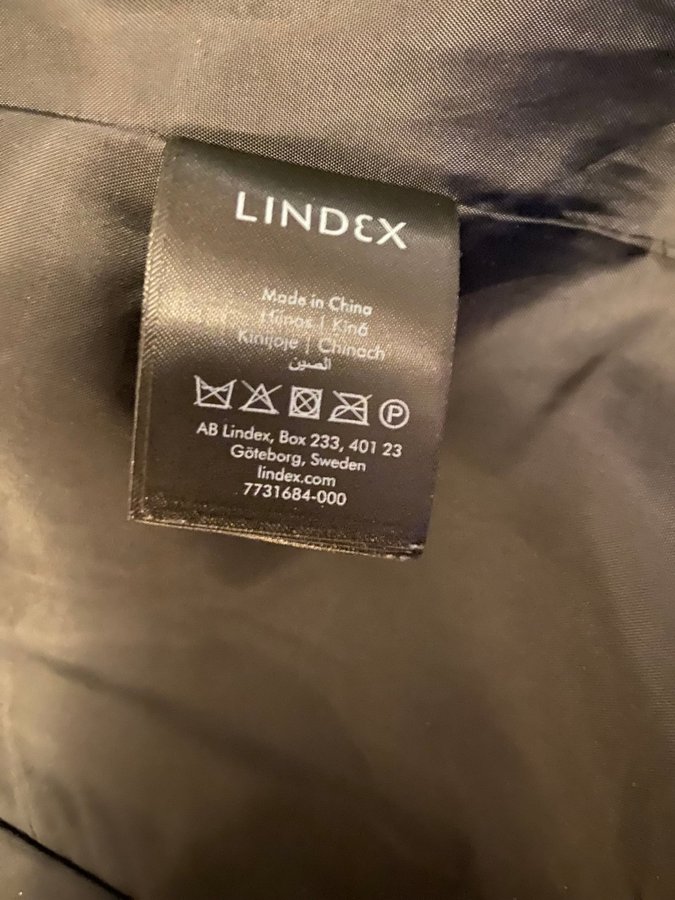 LINDEX
Made in China
Hiinas | Kinő
Kinijoje | Chinach
الصين
P
AB Lindex, Box 233, 401 23
Göteborg, Sweden
lindex.com
7731684-000